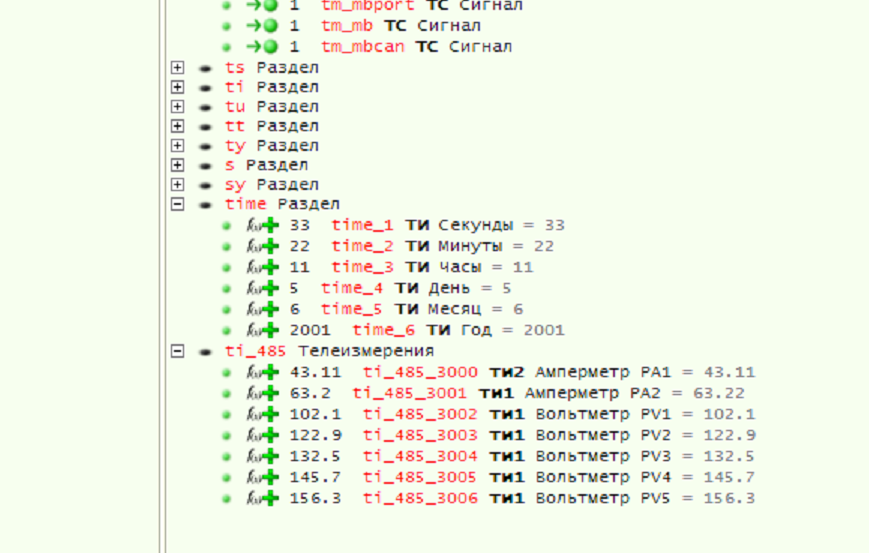 1 tm_mbport ТС Сигнал
1 tm_mb ТС Сигнал
1 tm_mbcan ТС Сигнал
ts Раздел
ti Раздел
tu Раздел
tt Раздел
ty Раздел
s Раздел
sy Раздел
time Раздел
33 time_1 ТИ Секунды = 33
22 time_2 ТИ Минуты = 22
11 time_3 ТИ Часы = 11
5 time_4 ТИ День = 5
6 time_5 ТИ Месяц = 6
2001 time_6 ТИ Год = 2001
ti_485 Телеизмерения
43.11 ti_485_3000 ТИ2 Амперметр PA1 = 43.11
63.2 ti_485_3001 ТИ1 Амперметр PA2 = 63.22
102.1 ti_485_3002 ТИ1 Вольтметр PV1 = 102.1
122.9 ti_485_3003 ТИ1 Вольтметр PV2 = 122.9
132.5 ti_485_3004 ТИ1 Вольтметр PV3 = 132.5
145.7 ti_485_3005 ТИ1 Вольтметр PV4 = 145.7
156.3 ti_485_3006 ТИ1 Вольтметр PV5 = 156.3